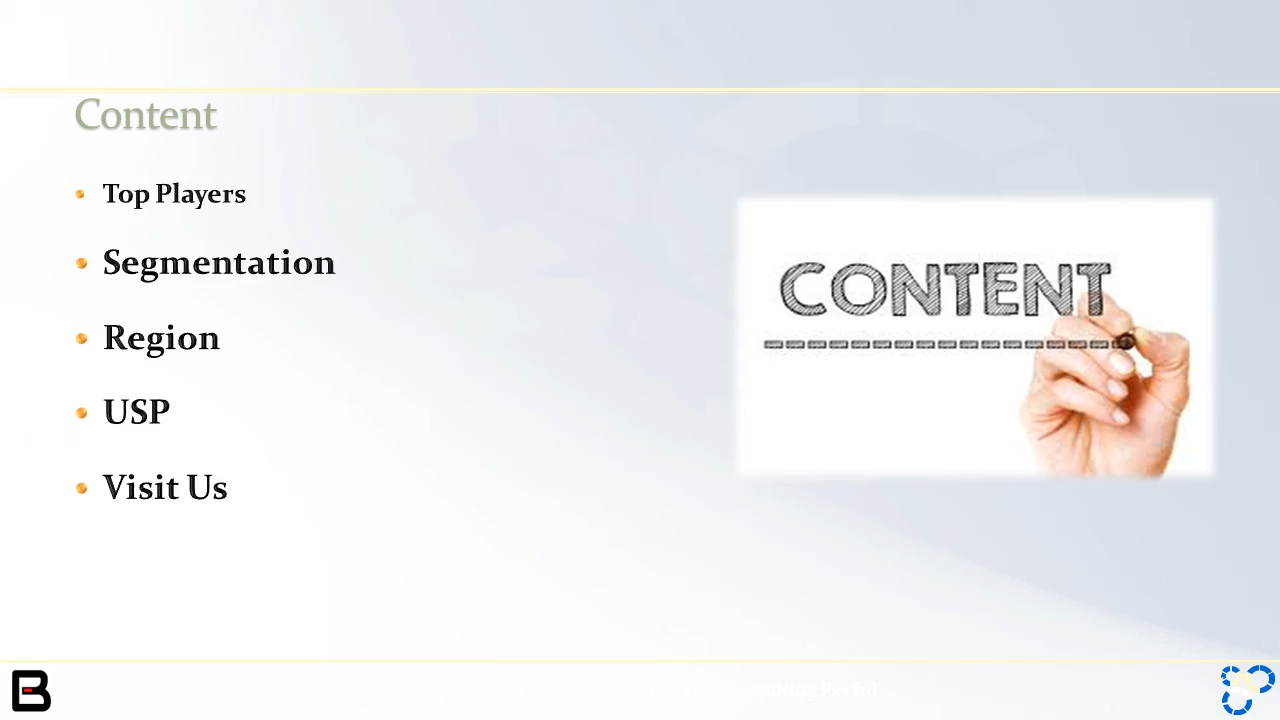 Content
Top Players
Segmentation
Region
USP
Visit Us
CONTENT